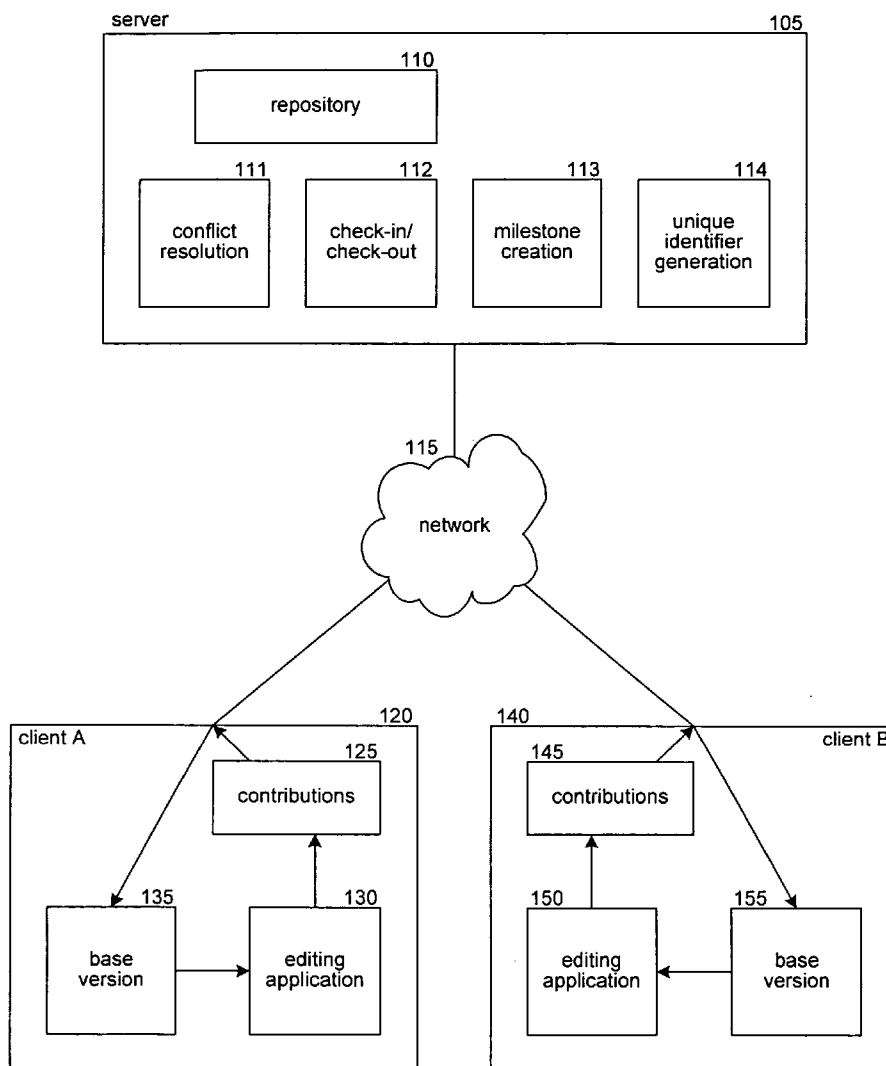 server 105
110
repository
111 112 113 114
conflict resolution
check-in/ check-out
milestone creation
unique identifier generation
115
network
120
client A
125
contributions
135
base version
130
editing application
140
client B
145
contributions
150
editing application
155
base version